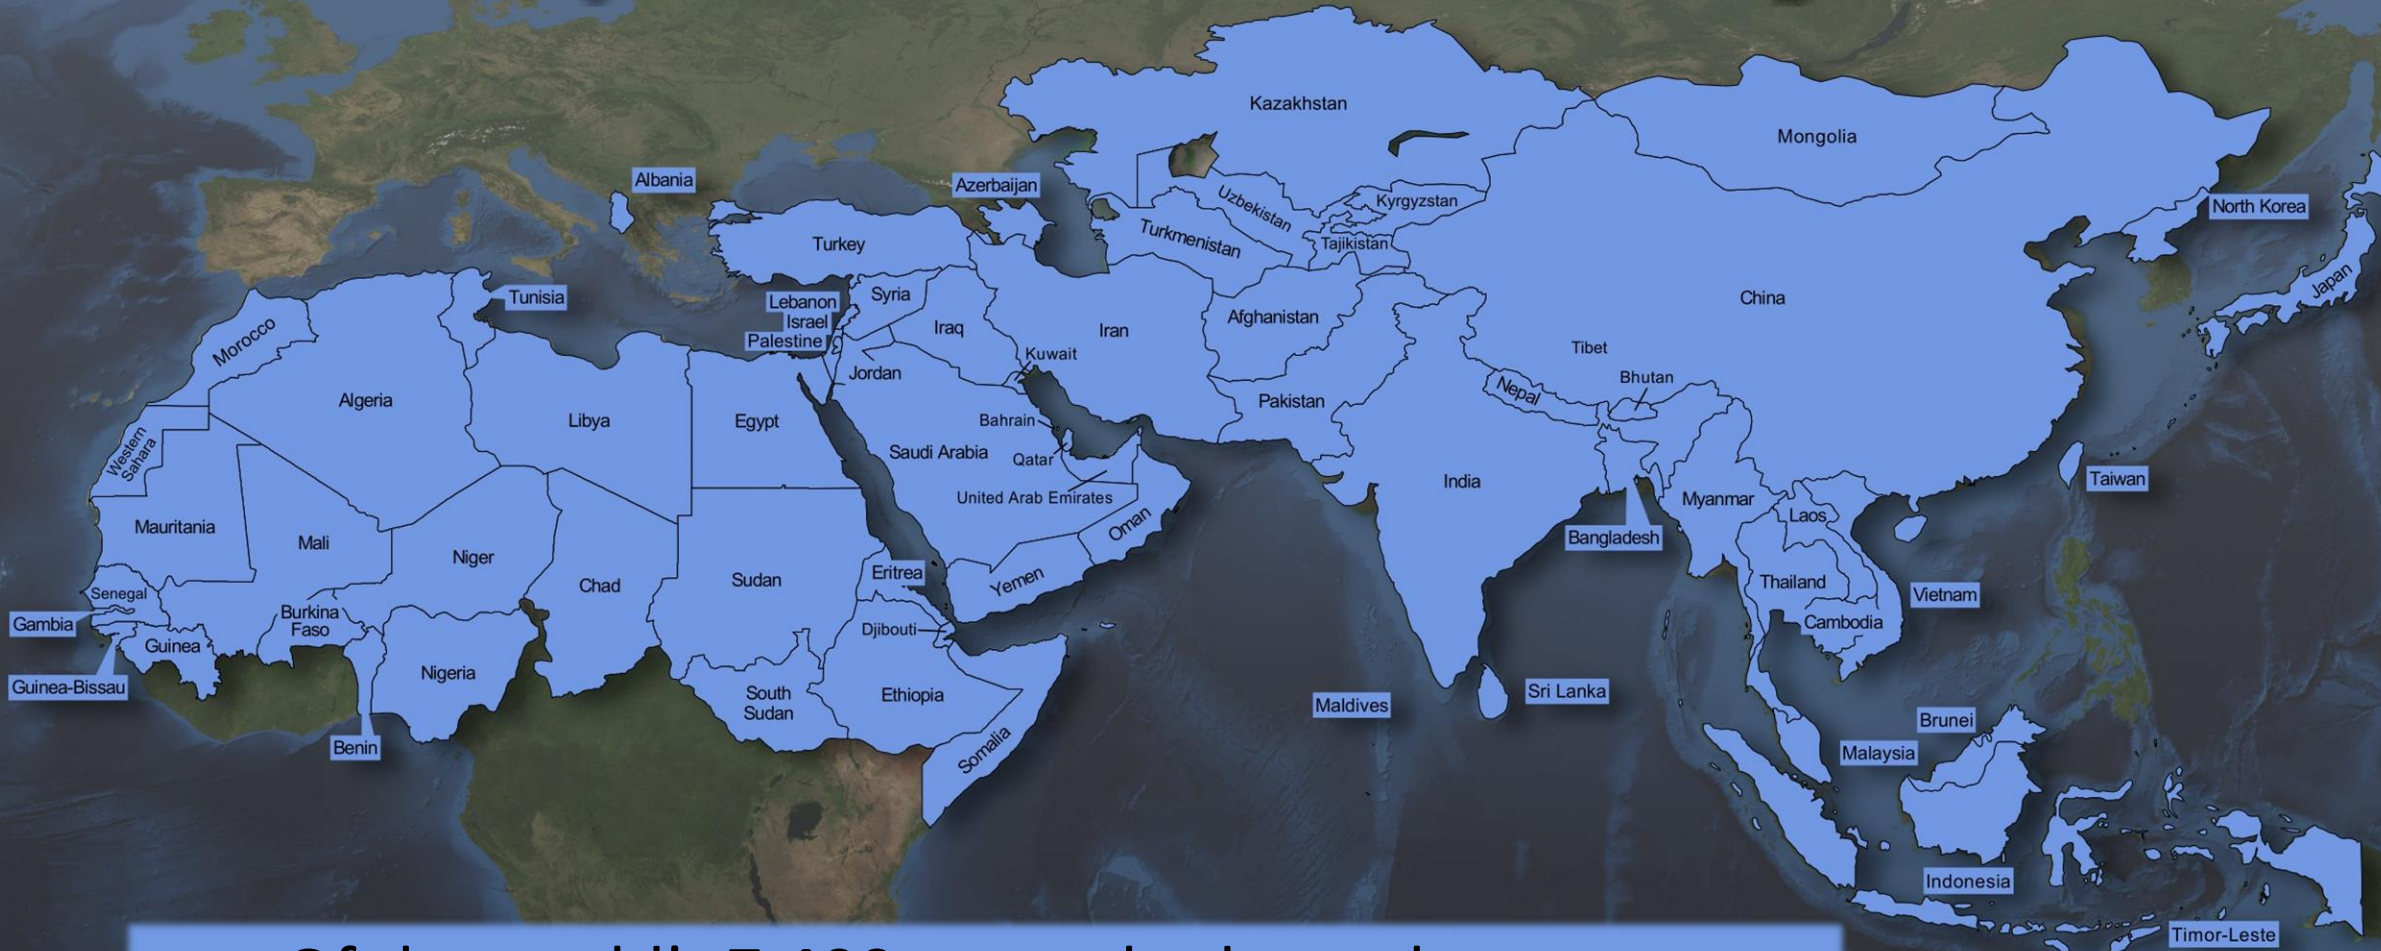 Kazakhstan
Mongolia
Albania
Azerbaijan
Uzbekistan
Kyrgyzstan
North Korea
Turkey
Turkmenistan
Tajikistan
Japan
Tunisia
Lebanon
Israel
Palestine
Syria
Iraq
Iran
Afghanistan
China
Morocco
Kuwait
Tibet
Jordan
Bhutan
Nepal
Algeria
Libya
Egypt
Bahrain
Pakistan
Western
Sahara
Saudi Arabia
Qatar
United Arab Emirates
India
Taiwan
Myanmar
Laos
Mauritania
Mali
Niger
Oman
Bangladesh
Chad
Sudan
Eritrea
Yemen
Thailand
Vietnam
Senegal
Gambia
Burkina
Faso
Djibouti
Cambodia
Guinea
Nigeria
Guinea-Bissau
South
Sudan
Ethiopia
Maldives
Sri Lanka
Brunei
Benin
Somalia
Malaysia
Indonesia
Timor-Leste